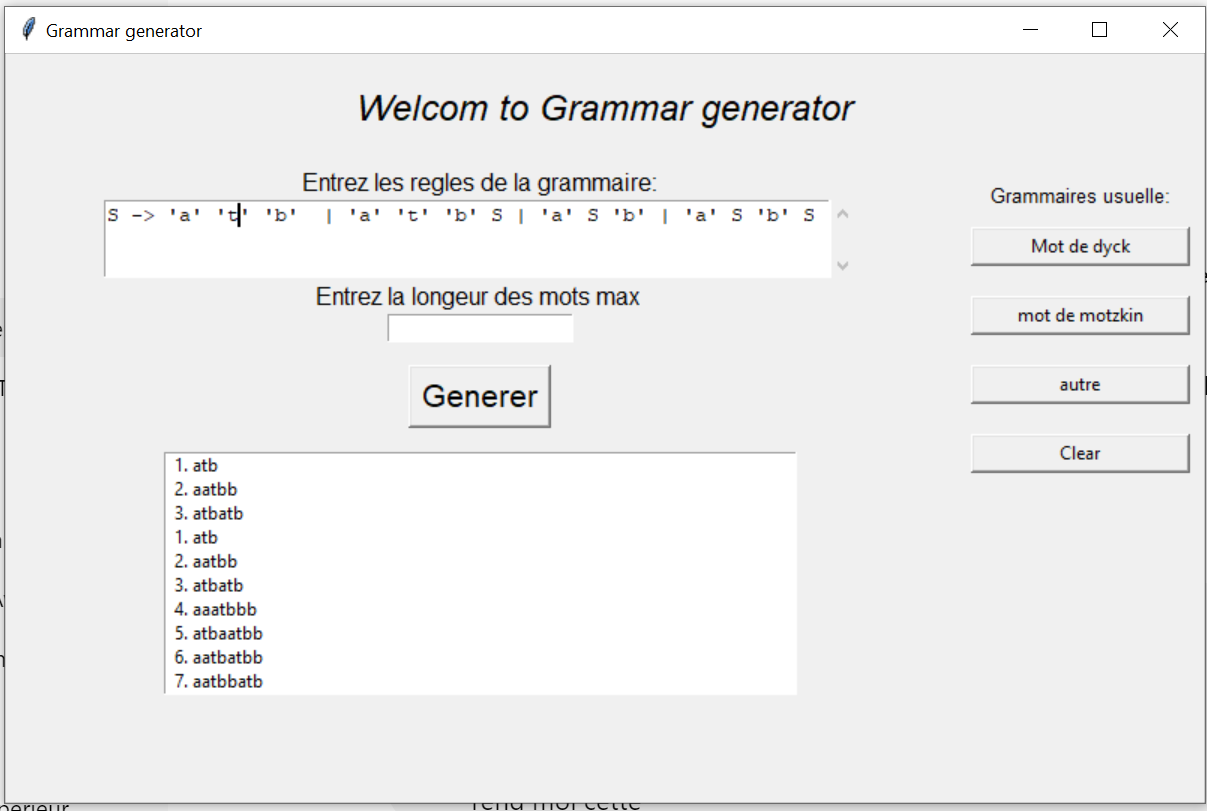 Grammar generator
Welcom to Grammar generator
Entrez les regles de la grammaire:
S -> 'a' 't' 'b' | 'a' 't' 'b' S | 'a' S 'b' | 'a' S 'b' S
Entrez la longeur des mots max
Generer
1. atb
2. aatbb
3. atbatb
1. atb
2. aatbb
3. atbatb
4. aaatbbb
5. atbaatbb
6. aatbatbb
7. aatbbatb
Grammaires usuelle:
Mot de dyck
mot de motzkin
autre
Clear